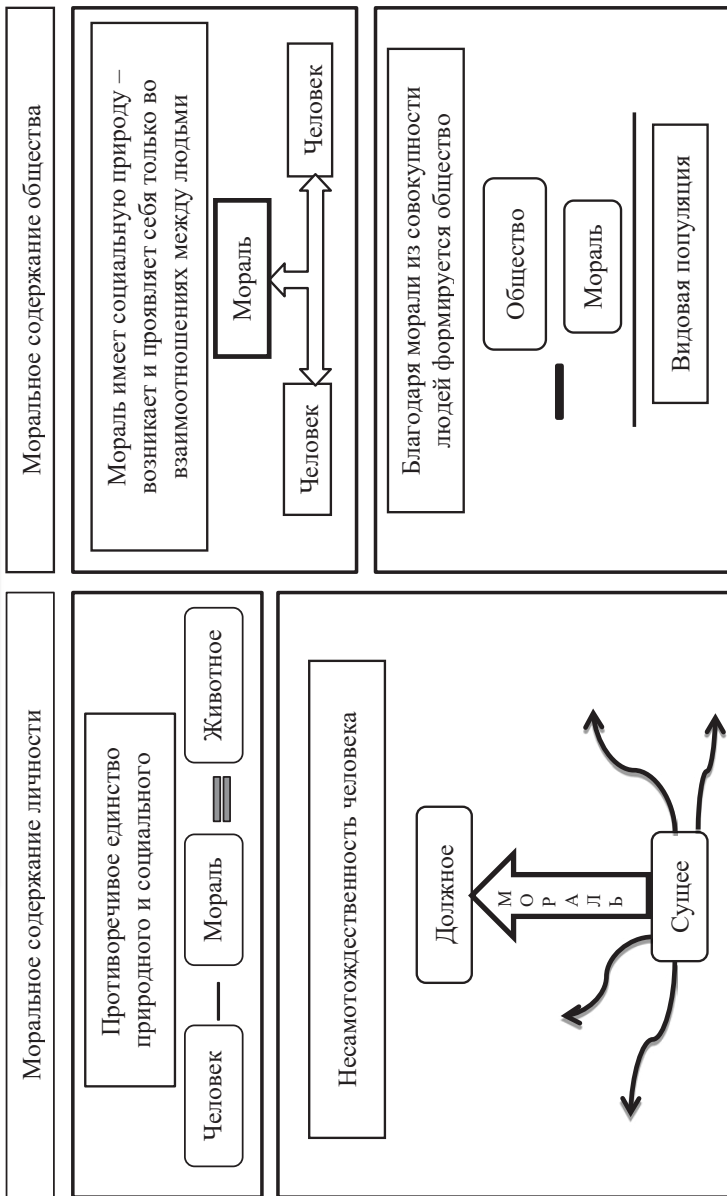 Моральное содержание личности
Противоречивое единство
природного и социального
Человек
Мораль
Животное
Несамотождественность человека
Должное
М
О
Р
А
Л
Ь
Сущее
Моральное содержание общества
Мораль имеет социальную природу –
возникает и проявляет себя только во
взаимоотношениях между людьми
Мораль
Человек
Человек
Благодаря морали из совокупности
людей формируется общество
Общество
Мораль
Видовая популяция